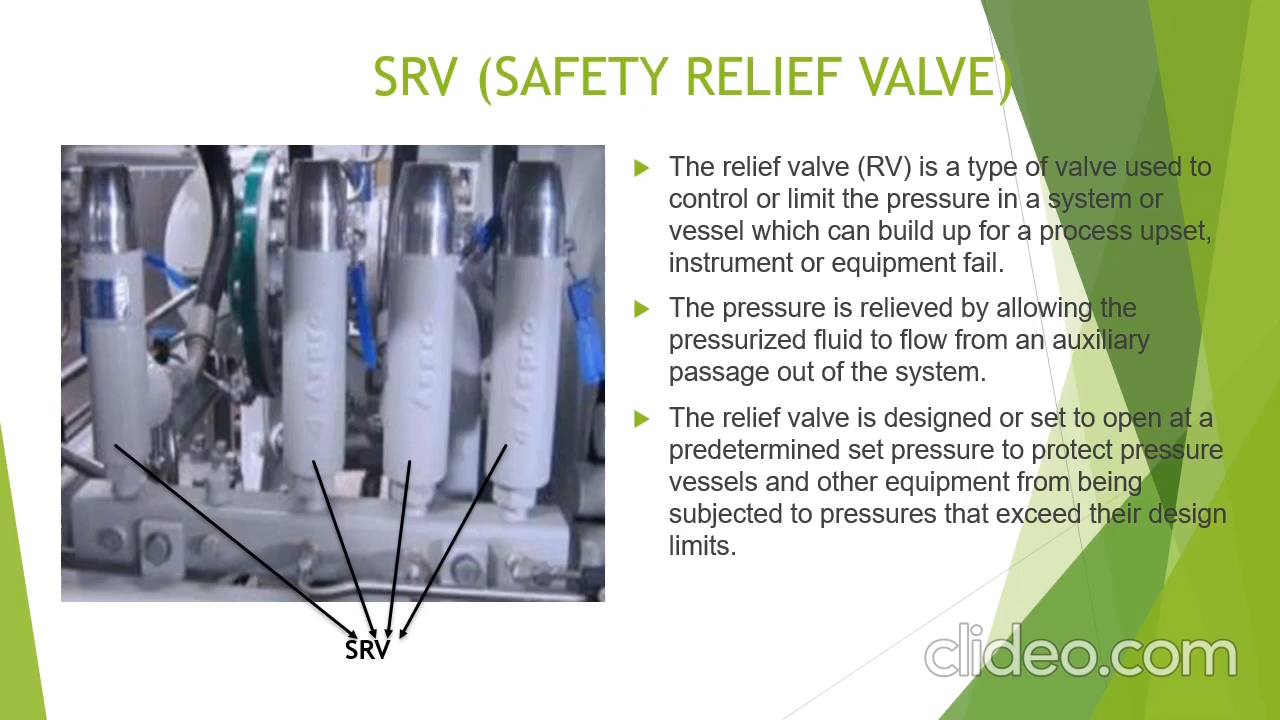 SRV (SAFETY RELIEF VALVE)
The relief valve (RV) is a type of valve used to
control or limit the pressure in a system or
vessel which can build up for a process upset,
instrument or equipment fail.
The pressure is relieved by allowing the
pressurized fluid to flow from an auxiliary
passage out of the system.
The relief valve is designed or set to open at a
predetermined set pressure to protect pressure
vessels and other equipment from being
subjected to pressures that exceed their design
limits.
SRV
clideo.com